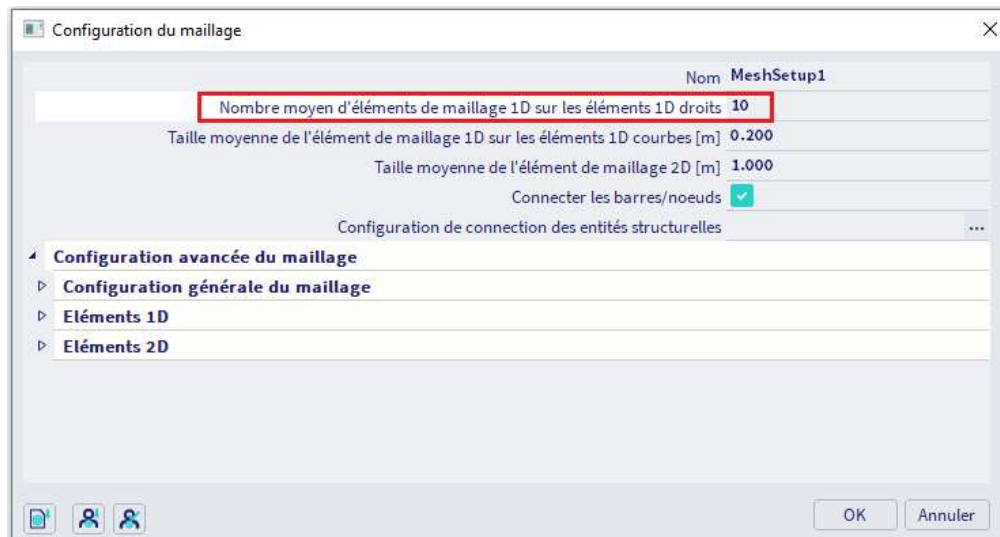 Configuration du maillage
Nom MeshSetup1
Nombre moyen d'éléments de maillage 1D sur les éléments 1D droits 10
Taille moyenne de l'élément de maillage 1D sur les éléments 1D courbes [m] 0.200
Taille moyenne de l'élément de maillage 2D [m] 1.000
Connecter les barres/noeuds
Configuration de connection des entités structurelles ...
Configuration avancée du maillage
Configuration générale du maillage
Eléments 1D
Eléments 2D
OK Annuler